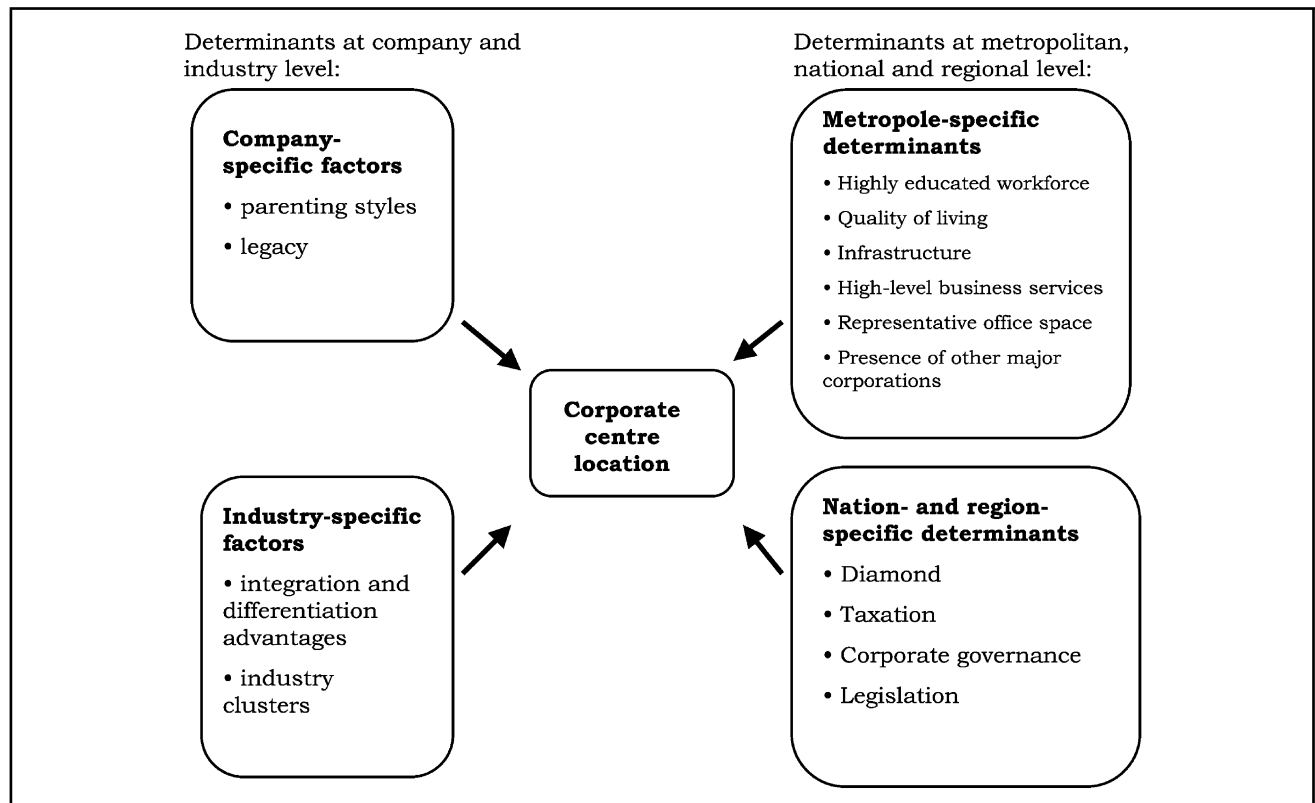 Determinants at company and
industry level:
Company-
specific factors
• parenting styles
• legacy
Industry-specific
factors
• integration and
differentiation
advantages
• industry
clusters
Corporate
centre
location
Determinants at metropolitan,
national and regional level:
Metropole-specific
determinants
• Highly educated workforce
• Quality of living
• Infrastructure
• High-level business services
• Representative office space
• Presence of other major
corporations
Nation- and region-
specific determinants
• Diamond
• Taxation
• Corporate governance
• Legislation